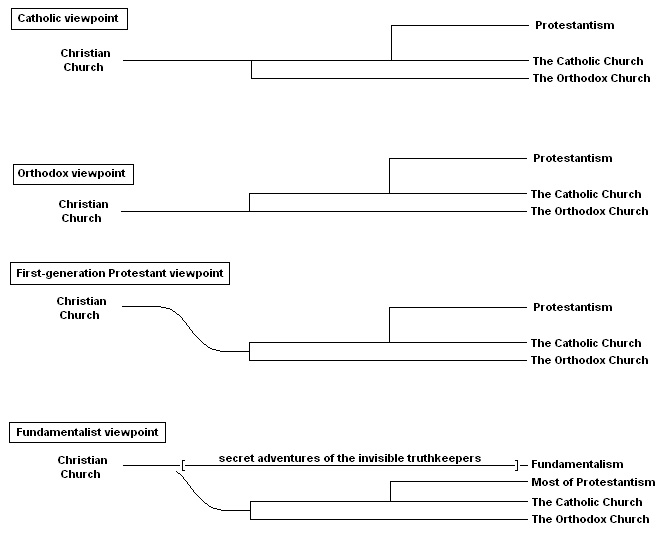 Catholic viewpoint
Christian
Church
Protestantism
The Catholic Church
The Orthodox Church
Orthodox viewpoint
Christian
Church
Protestantism
The Catholic Church
The Orthodox Church
First-generation Protestant viewpoint
Christian
Church
Protestantism
The Catholic Church
The Orthodox Church
Fundamentalist viewpoint
Christian
Church
secret adventures of the invisible truthkeepers
Fundamentalism
Most of Protestantism
The Catholic Church
The Orthodox Church